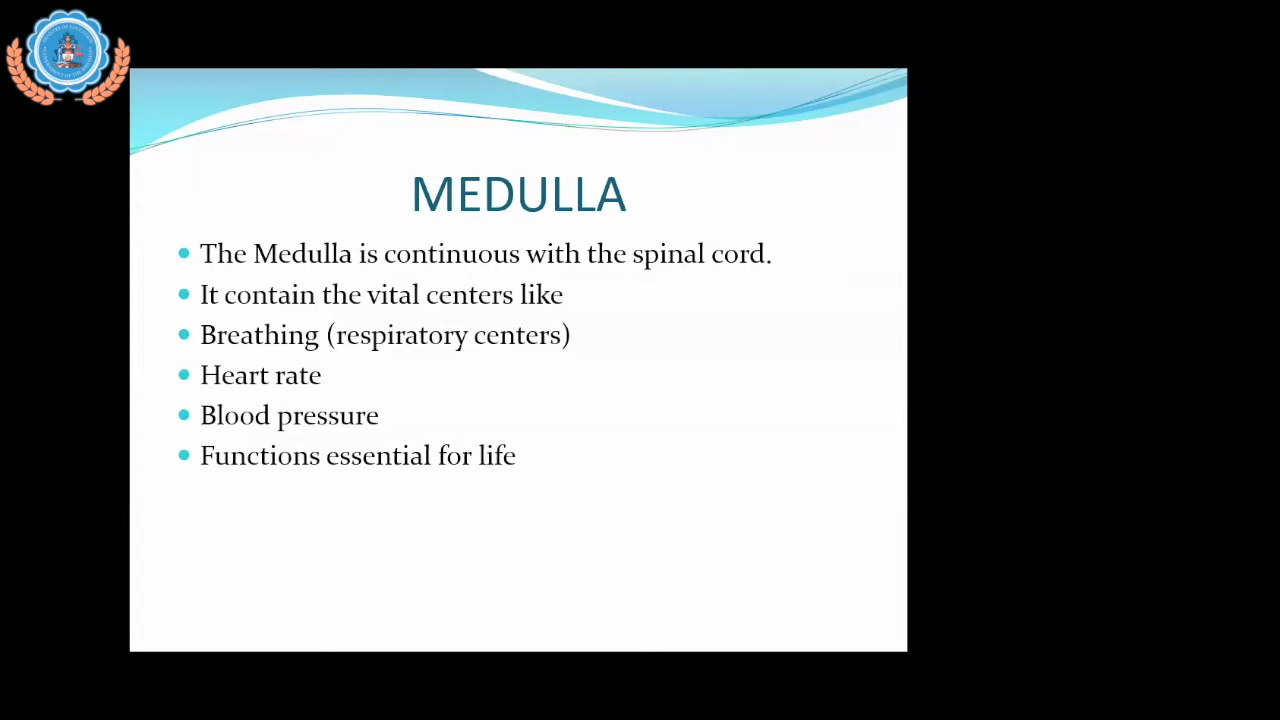 MEDULLA
The Medulla is continuous with the spinal cord.
It contain the vital centers like
Breathing (respiratory centers)
Heart rate
Blood pressure
Functions essential for life